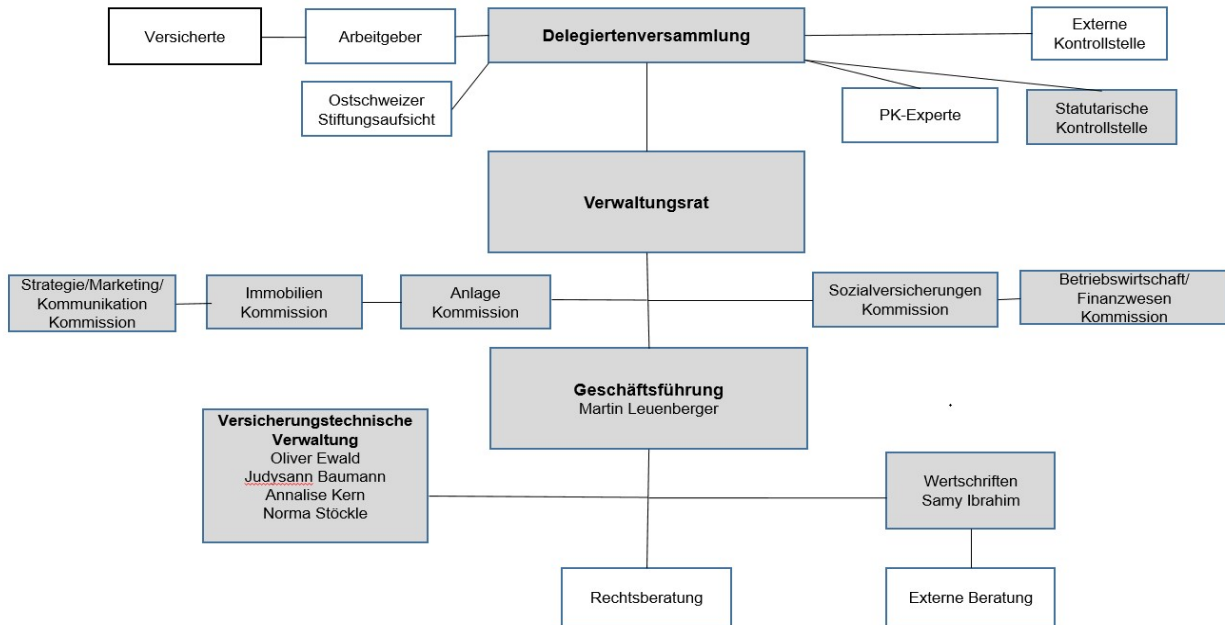 Versicherte
Arbeitgeber
Delegiertenversammlung
Externe
Kontrollstelle
Ostschweizer
Stiftungsaufsicht
PK-Experte
Statutarische
Kontrollstelle
Verwaltungsrat
Strategie/Marketing/
Kommunikation
Kommission
Immobilien
Kommission
Anlage
Kommission
Sozialversicherungen
Kommission
Betriebswirtschaft/
Finanzwesen
Kommission
Geschäftsführung
Martin Leuenberger
Versicherungstechnische
Verwaltung
Oliver Ewald
Judysann Baumann
Annalise Kern
Norma Stöckle
Wertschriften
Samy Ibrahim
Rechtsberatung
Externe Beratung